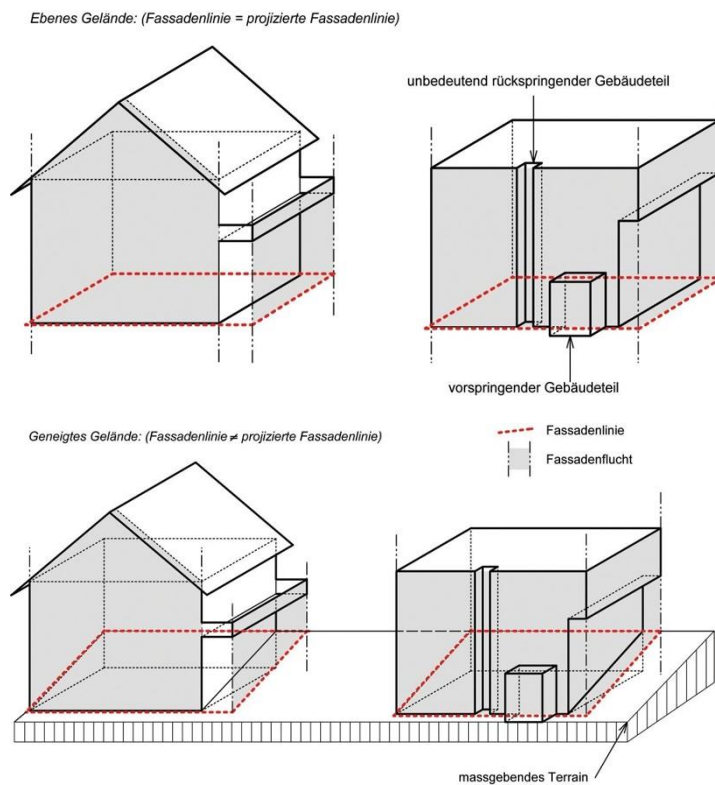 Ebenes Gelände: (Fassadenlinie = projizierte Fassadenlinie)
unbedeutend rückspringender Gebäudeteil
vorspringender Gebäudeteil
Geneigtes Gelände: (Fassadenlinie ≠ projizierte Fassadenlinie)
Fassadenlinie
Fassadenflucht
massgebendes Terrain